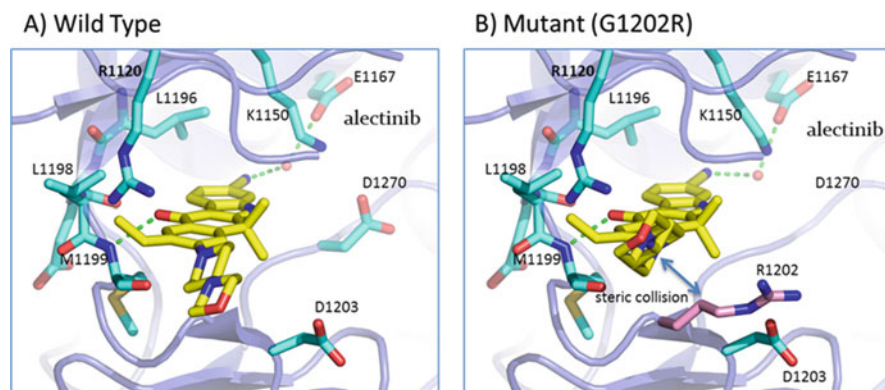 A) Wild Type
R1120
L1196
K1150
E1167
alectinib
L1198
D1270
M1199
D1203
B) Mutant (G1202R)
R1120
L1196
K1150
E1167
alectinib
L1198
D1270
M1199
R1202
steric collision
D1203